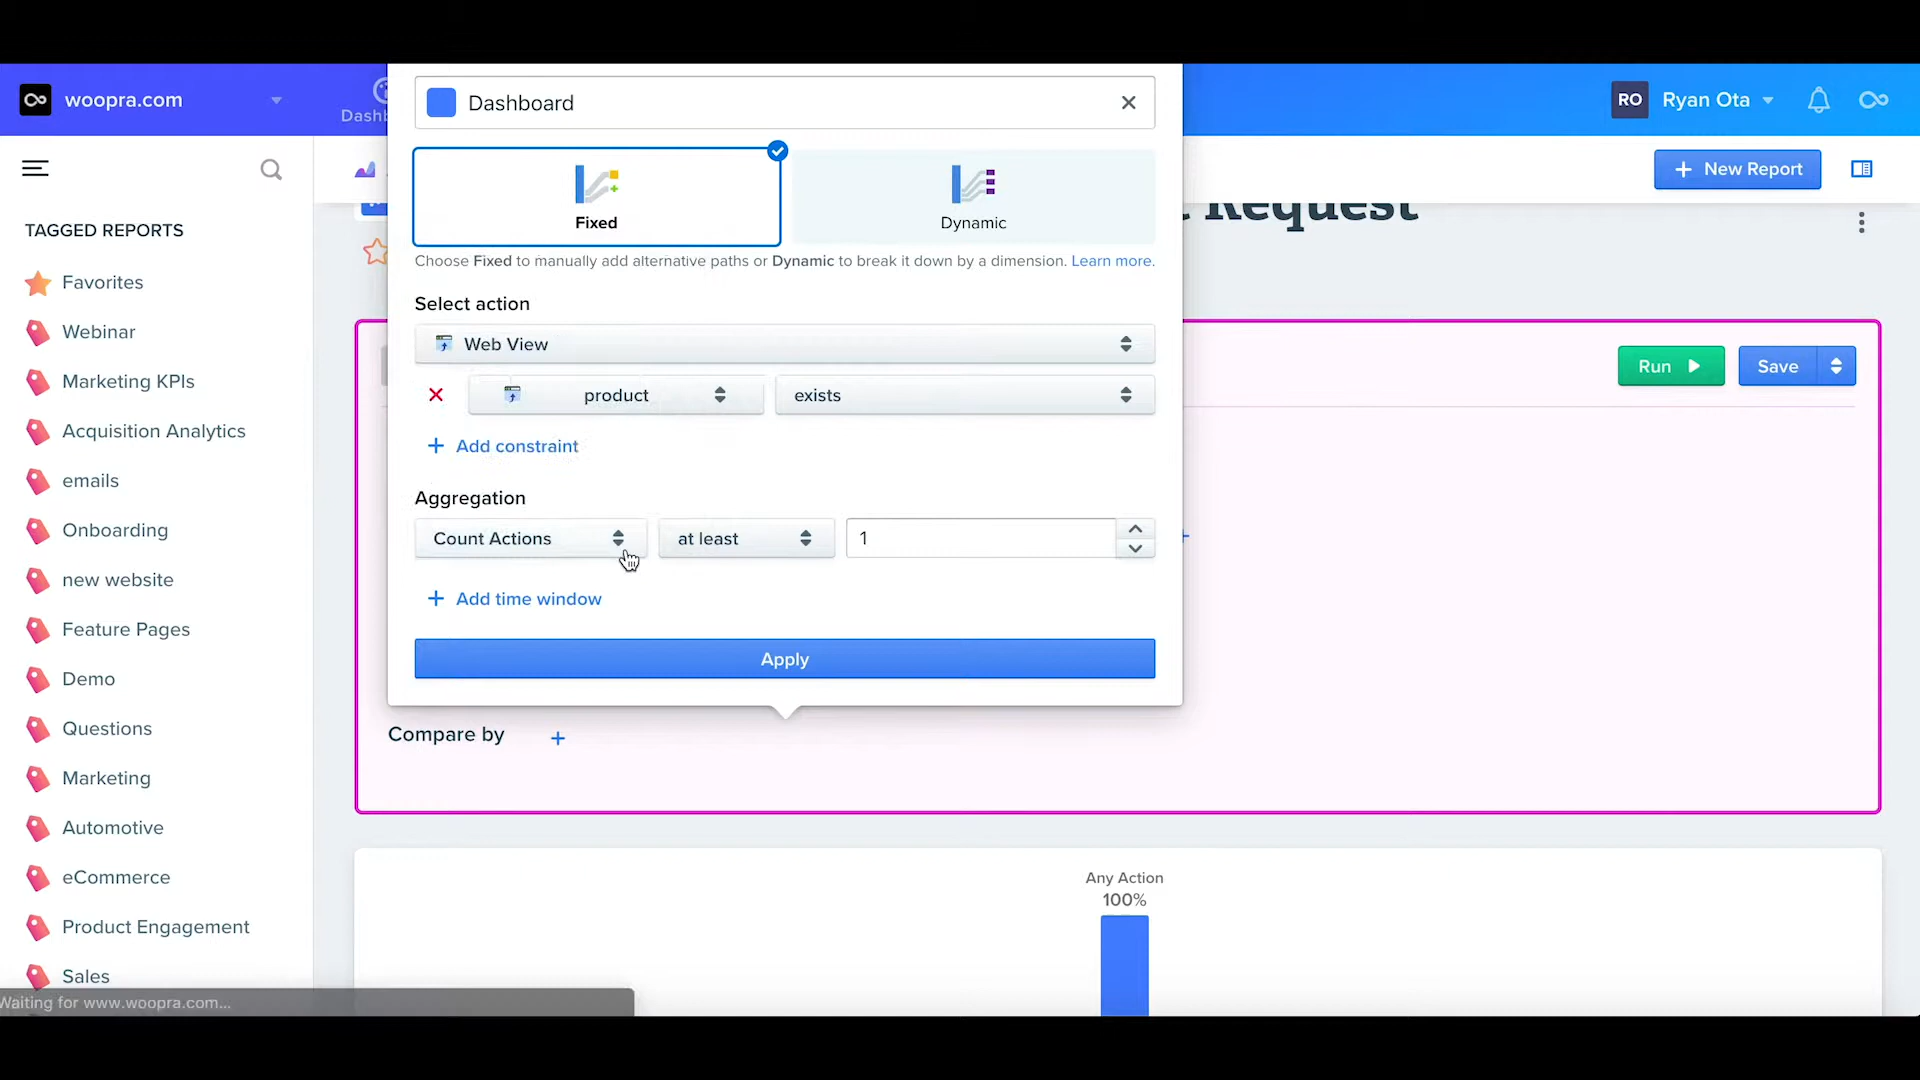 woopra.com
Dashboard
RO Ryan Ota
New Report
TAGGED REPORTS
Favorites
Webinar
Marketing KPIs
Acquisition Analytics
emails
Onboarding
new website
Feature Pages
Demo
Questions
Marketing
Automotive
eCommerce
Product Engagement
Sales
Waiting for www.woopra.com...
Fixed
Dynamic
Choose Fixed to manually add alternative paths or Dynamic to break it down by a dimension. Learn more.
Select action
Web View
product exists
Add constraint
Aggregation
Count Actions at least 1
Add time window
Apply
Request
Run Save
Compare by
Any Action
100%